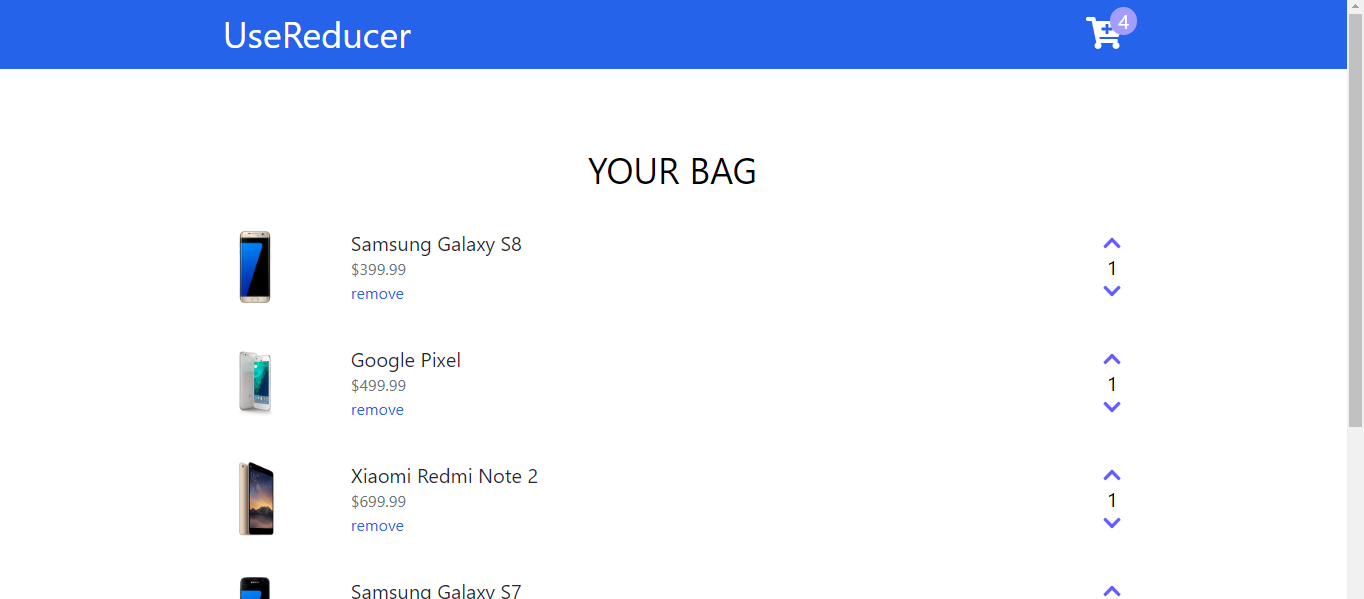 UseReducer
4
YOUR BAG
Samsung Galaxy S8
$399.99
remove
1
Google Pixel
$499.99
remove
1
Xiaomi Redmi Note 2
$699.99
remove
1
Samsung Galaxy S7